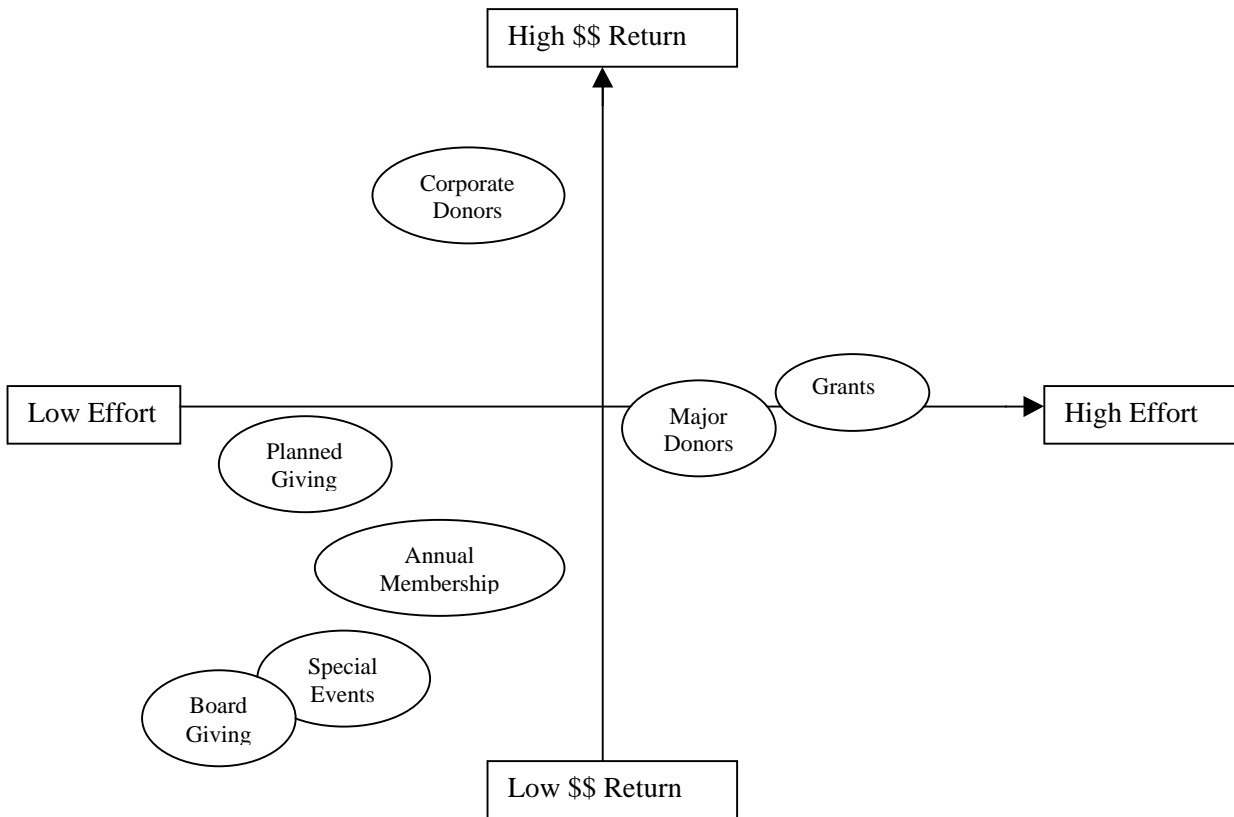 High $$ Return
Corporate
Donors
Grants
Low Effort
Major
Donors
High Effort
Planned
Giving
Annual
Membership
Special
Events
Board
Giving
Low $$ Return